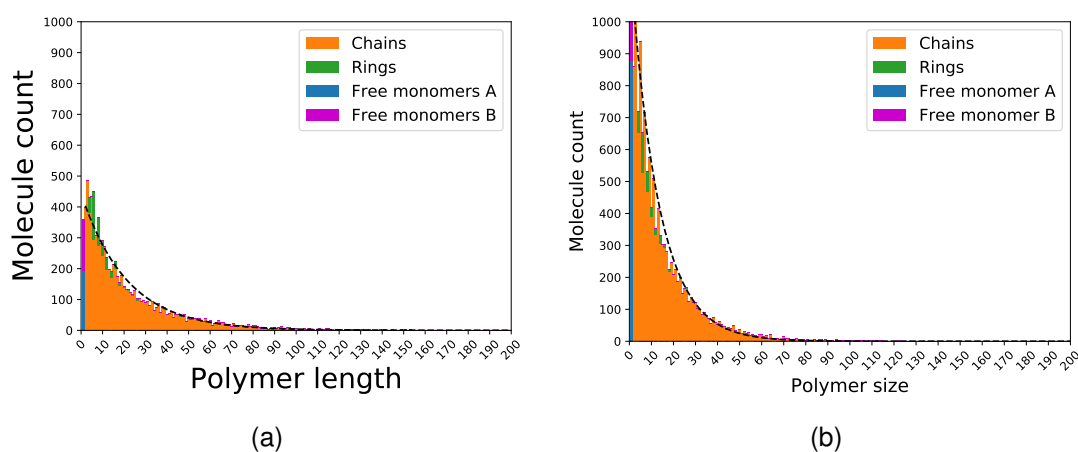 1000
900
800
700
600
500
400
300
200
100
0
Molecule count
Chains
Rings
Free monomers A
Free monomers B
0 10 20 30 40 50 60 70 80 90 100 110 120 130 140 150 160 170 180 190 200
Polymer length
(a)
1000
900
800
700
600
500
400
300
200
100
0
Molecule count
Chains
Rings
Free monomer A
Free monomer B
0 10 20 30 40 50 60 70 80 90 100 110 120 130 140 150 160 170 180 190 200
Polymer size
(b)